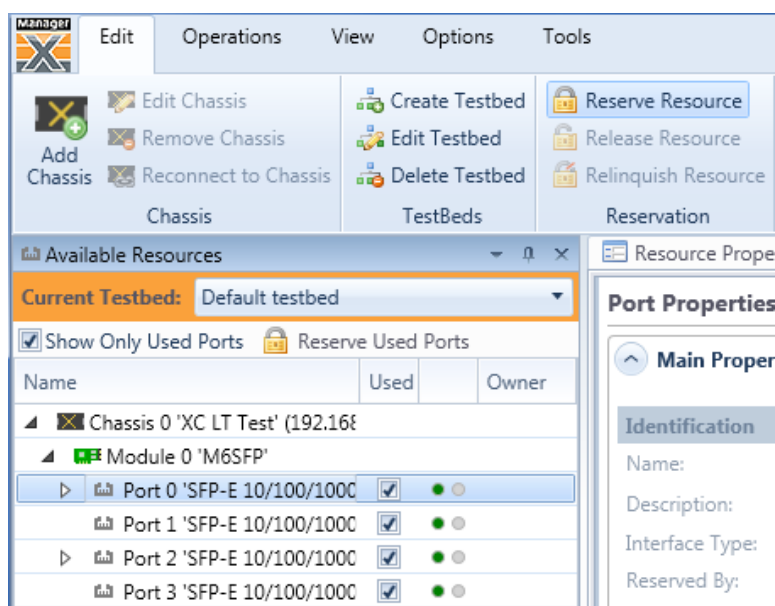 Manager
Edit Operations View Options Tools
Add Chassis
Edit Chassis
Remove Chassis
Reconnect to Chassis
Chassis
Create Testbed
Edit Testbed
Delete Testbed
TestBeds
Reserve Resource
Release Resource
Relinquish Resource
Reservation
Available Resources
Current Testbed: Default testbed
Show Only Used Ports Reserve Used Ports
Name Used Owner
Chassis 0 'XC LT Test' (192.168
Module 0 'M6SFP'
Port 0 'SFP-E 10/100/1000
Port 1 'SFP-E 10/100/1000
Port 2 'SFP-E 10/100/1000
Port 3 'SFP-E 10/100/1000
Resource Prope
Port Properties
Main Proper
Identification
Name:
Description:
Interface Type:
Reserved By: